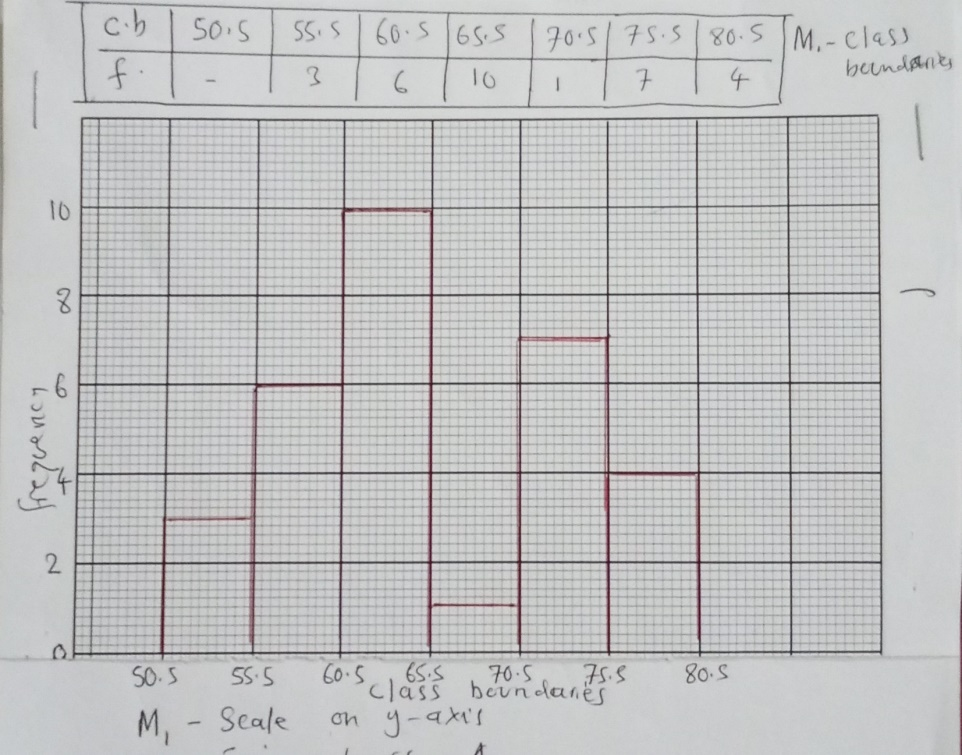 c.b 50.5 55.5 60.5 65.5 70.5 75.5 80.5 M1-class boundaries
f. - 3 6 10 1 7 4
10
8
6
4
2
0
frequency
50.5 55.5 60.5 65.5 70.5 75.5 80.5
class boundaries
M1 - Scale on y-axis